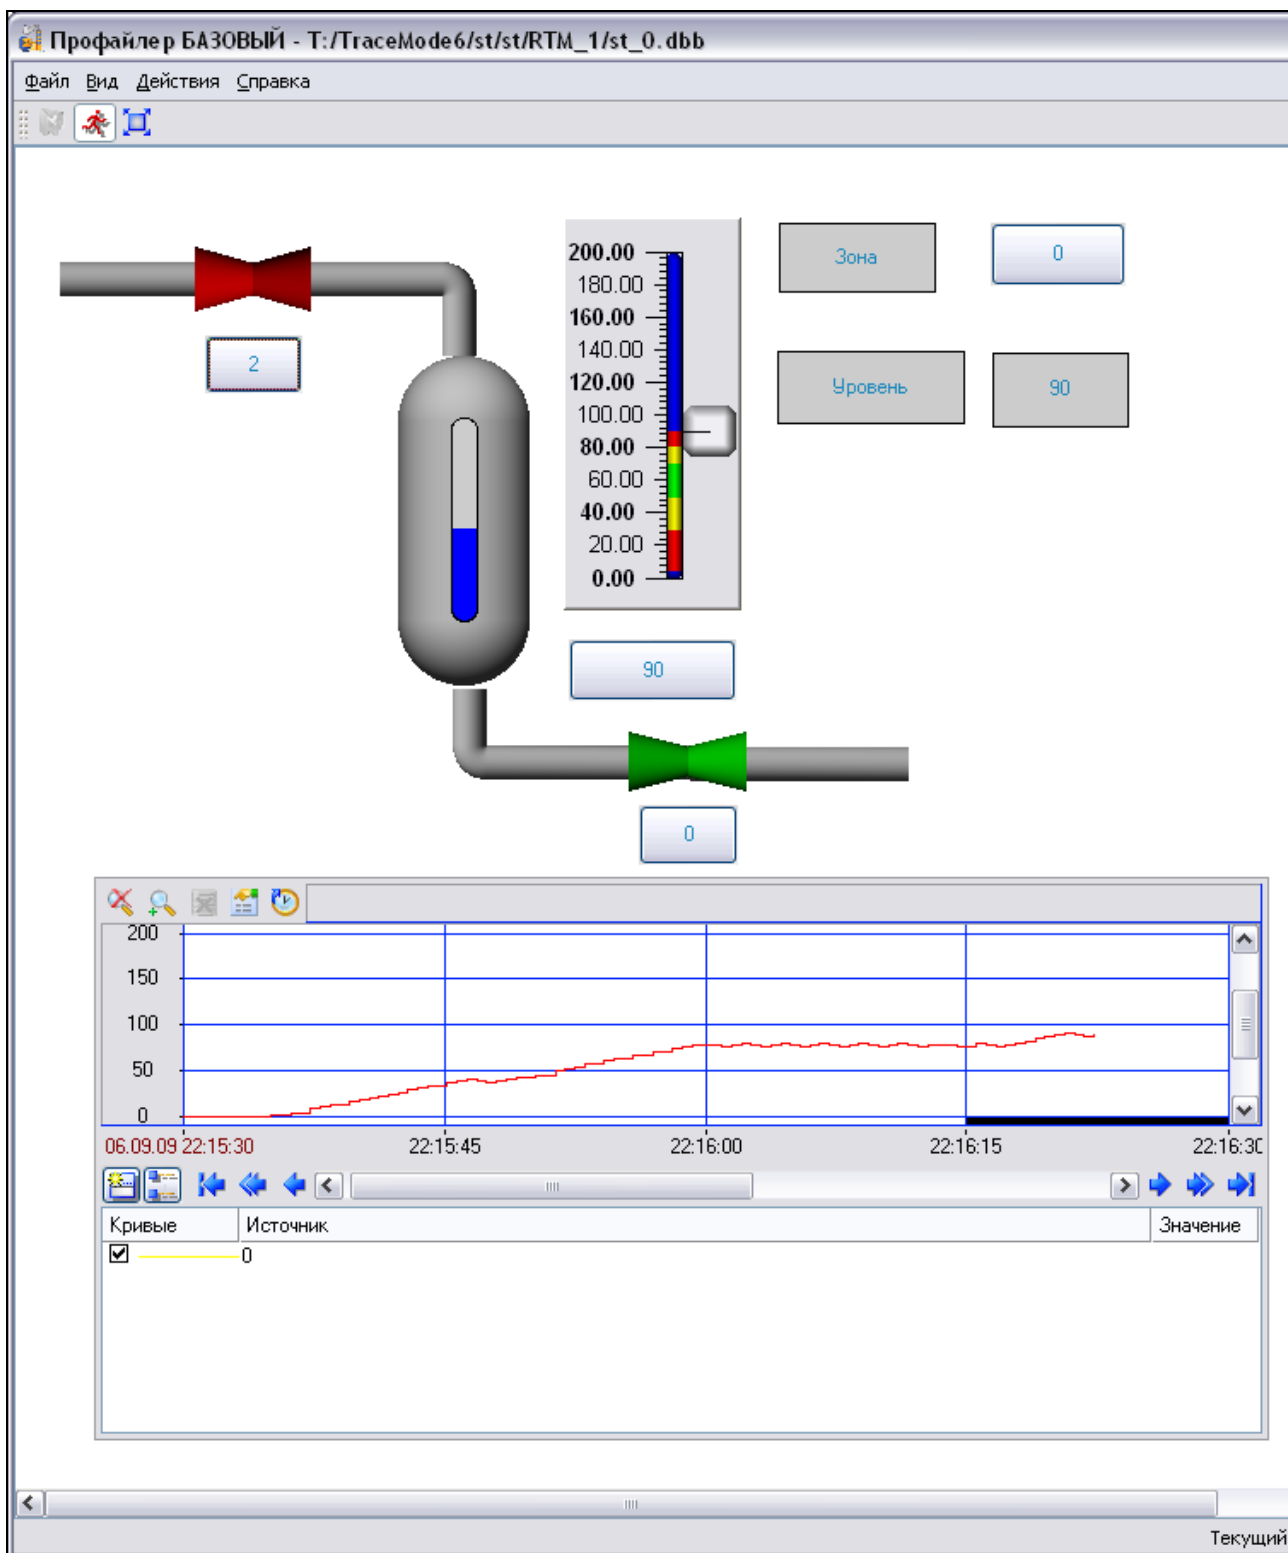 Профайлер БАЗОВЫЙ - T:/TraceMode6/st/st/RTM_1/st_0.dbb
Файл Вид Действия Справка
200.00
180.00
160.00
140.00
120.00
100.00
80.00
60.00
40.00
20.00
0.00
Зона 0
2
Уровень 90
90
0
200
150
100
50
0
06.09.09 22:15:30 22:15:45 22:16:00 22:16:15 22:16:30
Кривые Источник Значение
0
Текущий